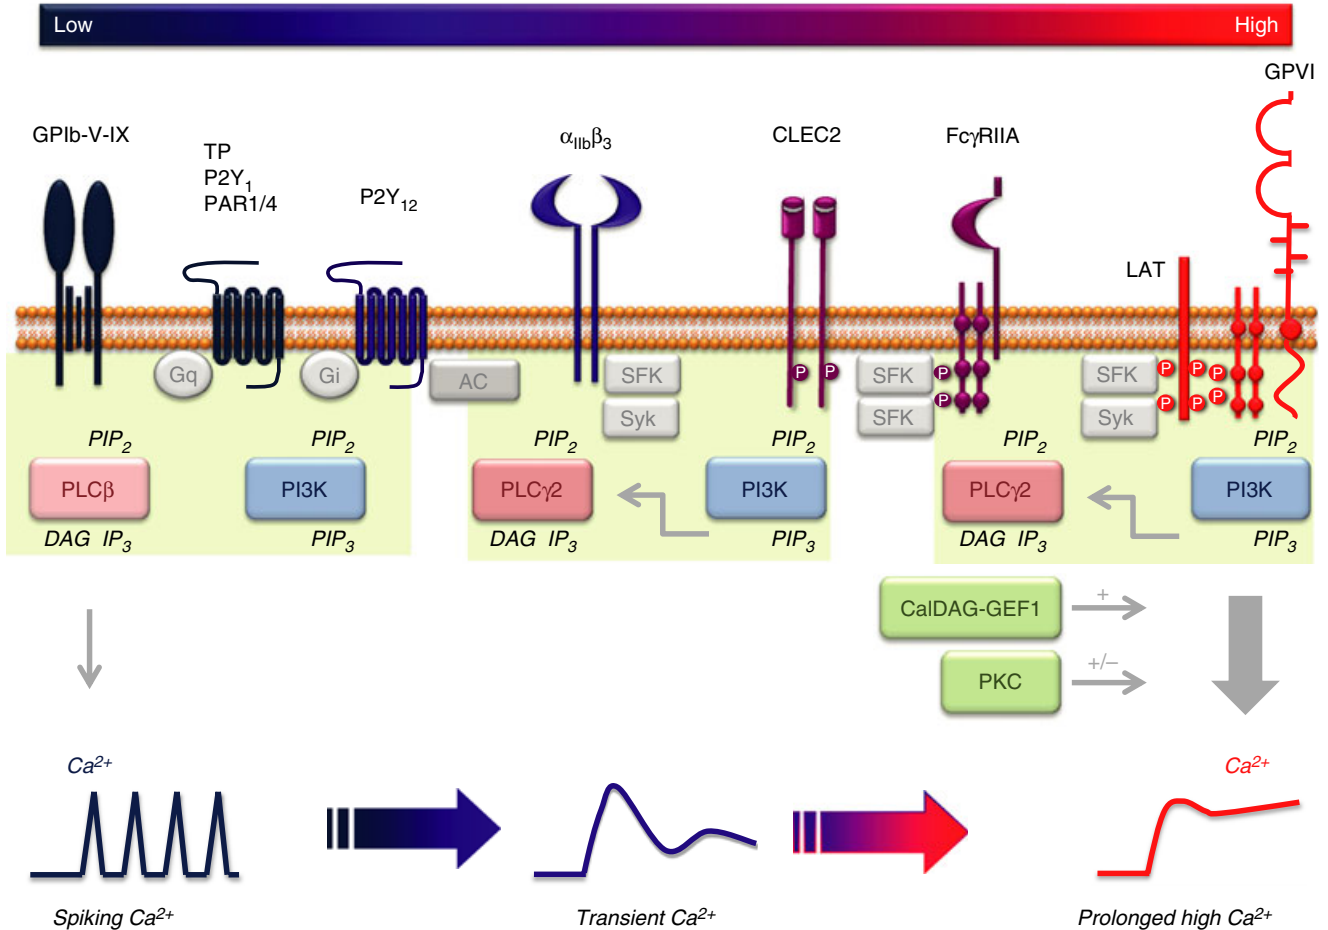 Low High
GPVI
GPIb-V-IX
TP
P2Y₁
PAR1/4
P2Y₁₂
α_IIbβ₃
CLEC2
FcγRIIA
LAT
Gq Gi AC SFK P P SFK P SFK P P P
Syk SFK P Syk P P P
PIP₂ PIP₂ PIP₂ PIP₂ PIP₂ PIP₂
PLCβ PI3K PLCγ2 PI3K PLCγ2 PI3K
DAG IP₃ PIP₃ DAG IP₃ PIP₃ DAG IP₃ PIP₃
CalDAG-GEF1 +
PKC +/–
Ca²⁺ Ca²⁺
Spiking Ca²⁺ Transient Ca²⁺ Prolonged high Ca²⁺